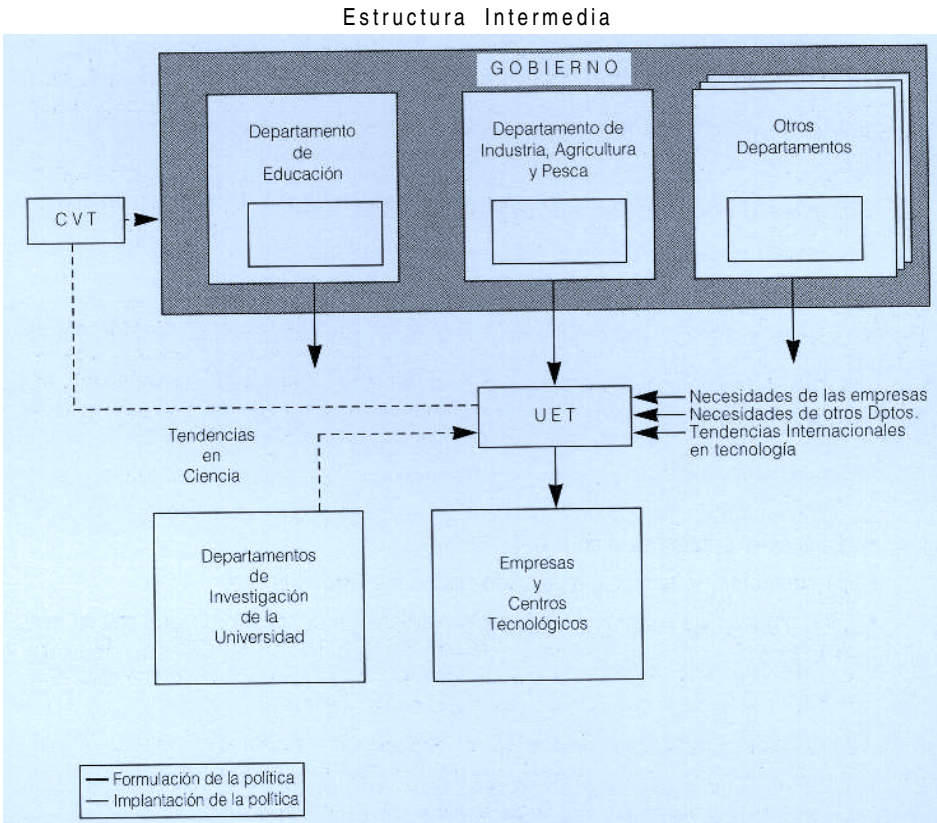 Estructura Intermedia
GOBIERNO
Departamento
de
Educación
Departamento de
Industria, Agricultura
y Pesca
Otros
Departamentos
CVT
UET
Necesidades de las empresas
Necesidades de otros Dptos.
Tendencias Internacionales
en tecnología
Tendencias
en
Ciencia
Departamentos
de
Investigación
de la
Universidad
Empresas
y
Centros
Tecnológicos
Formulación de la política
Implantación de la política